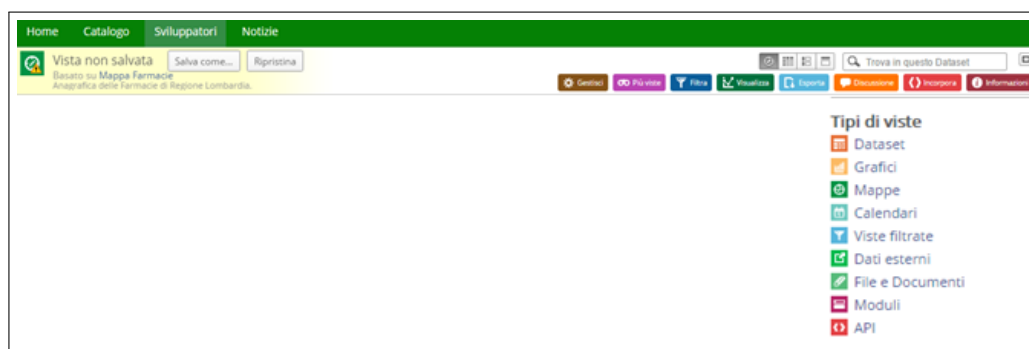 Home Catalogo Sviluppatori Notizie
Vista non salvata Salva come... Ripristina
Trova in questo Dataset
Basato su Mappa Farmacie
Anagrafica delle Farmacie di Regione Lombardia.
Gestisci Più viste Filtra Visualizza Esporta Discussione Incorpora Informazioni
Tipi di viste
Dataset
Grafici
Mappe
Calendari
Viste filtrate
Dati esterni
File e Documenti
Moduli
API